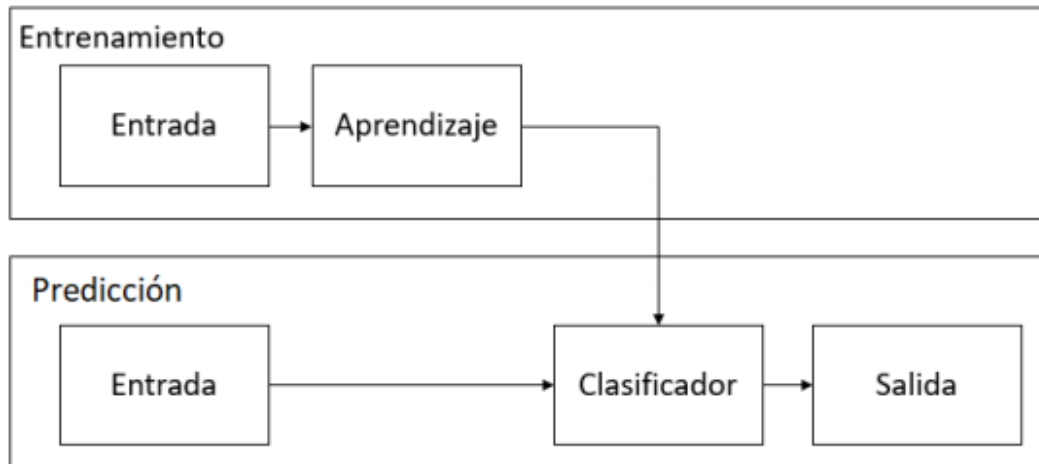 Entrenamiento
Entrada
Aprendizaje
Predicción
Entrada
Clasificador
Salida